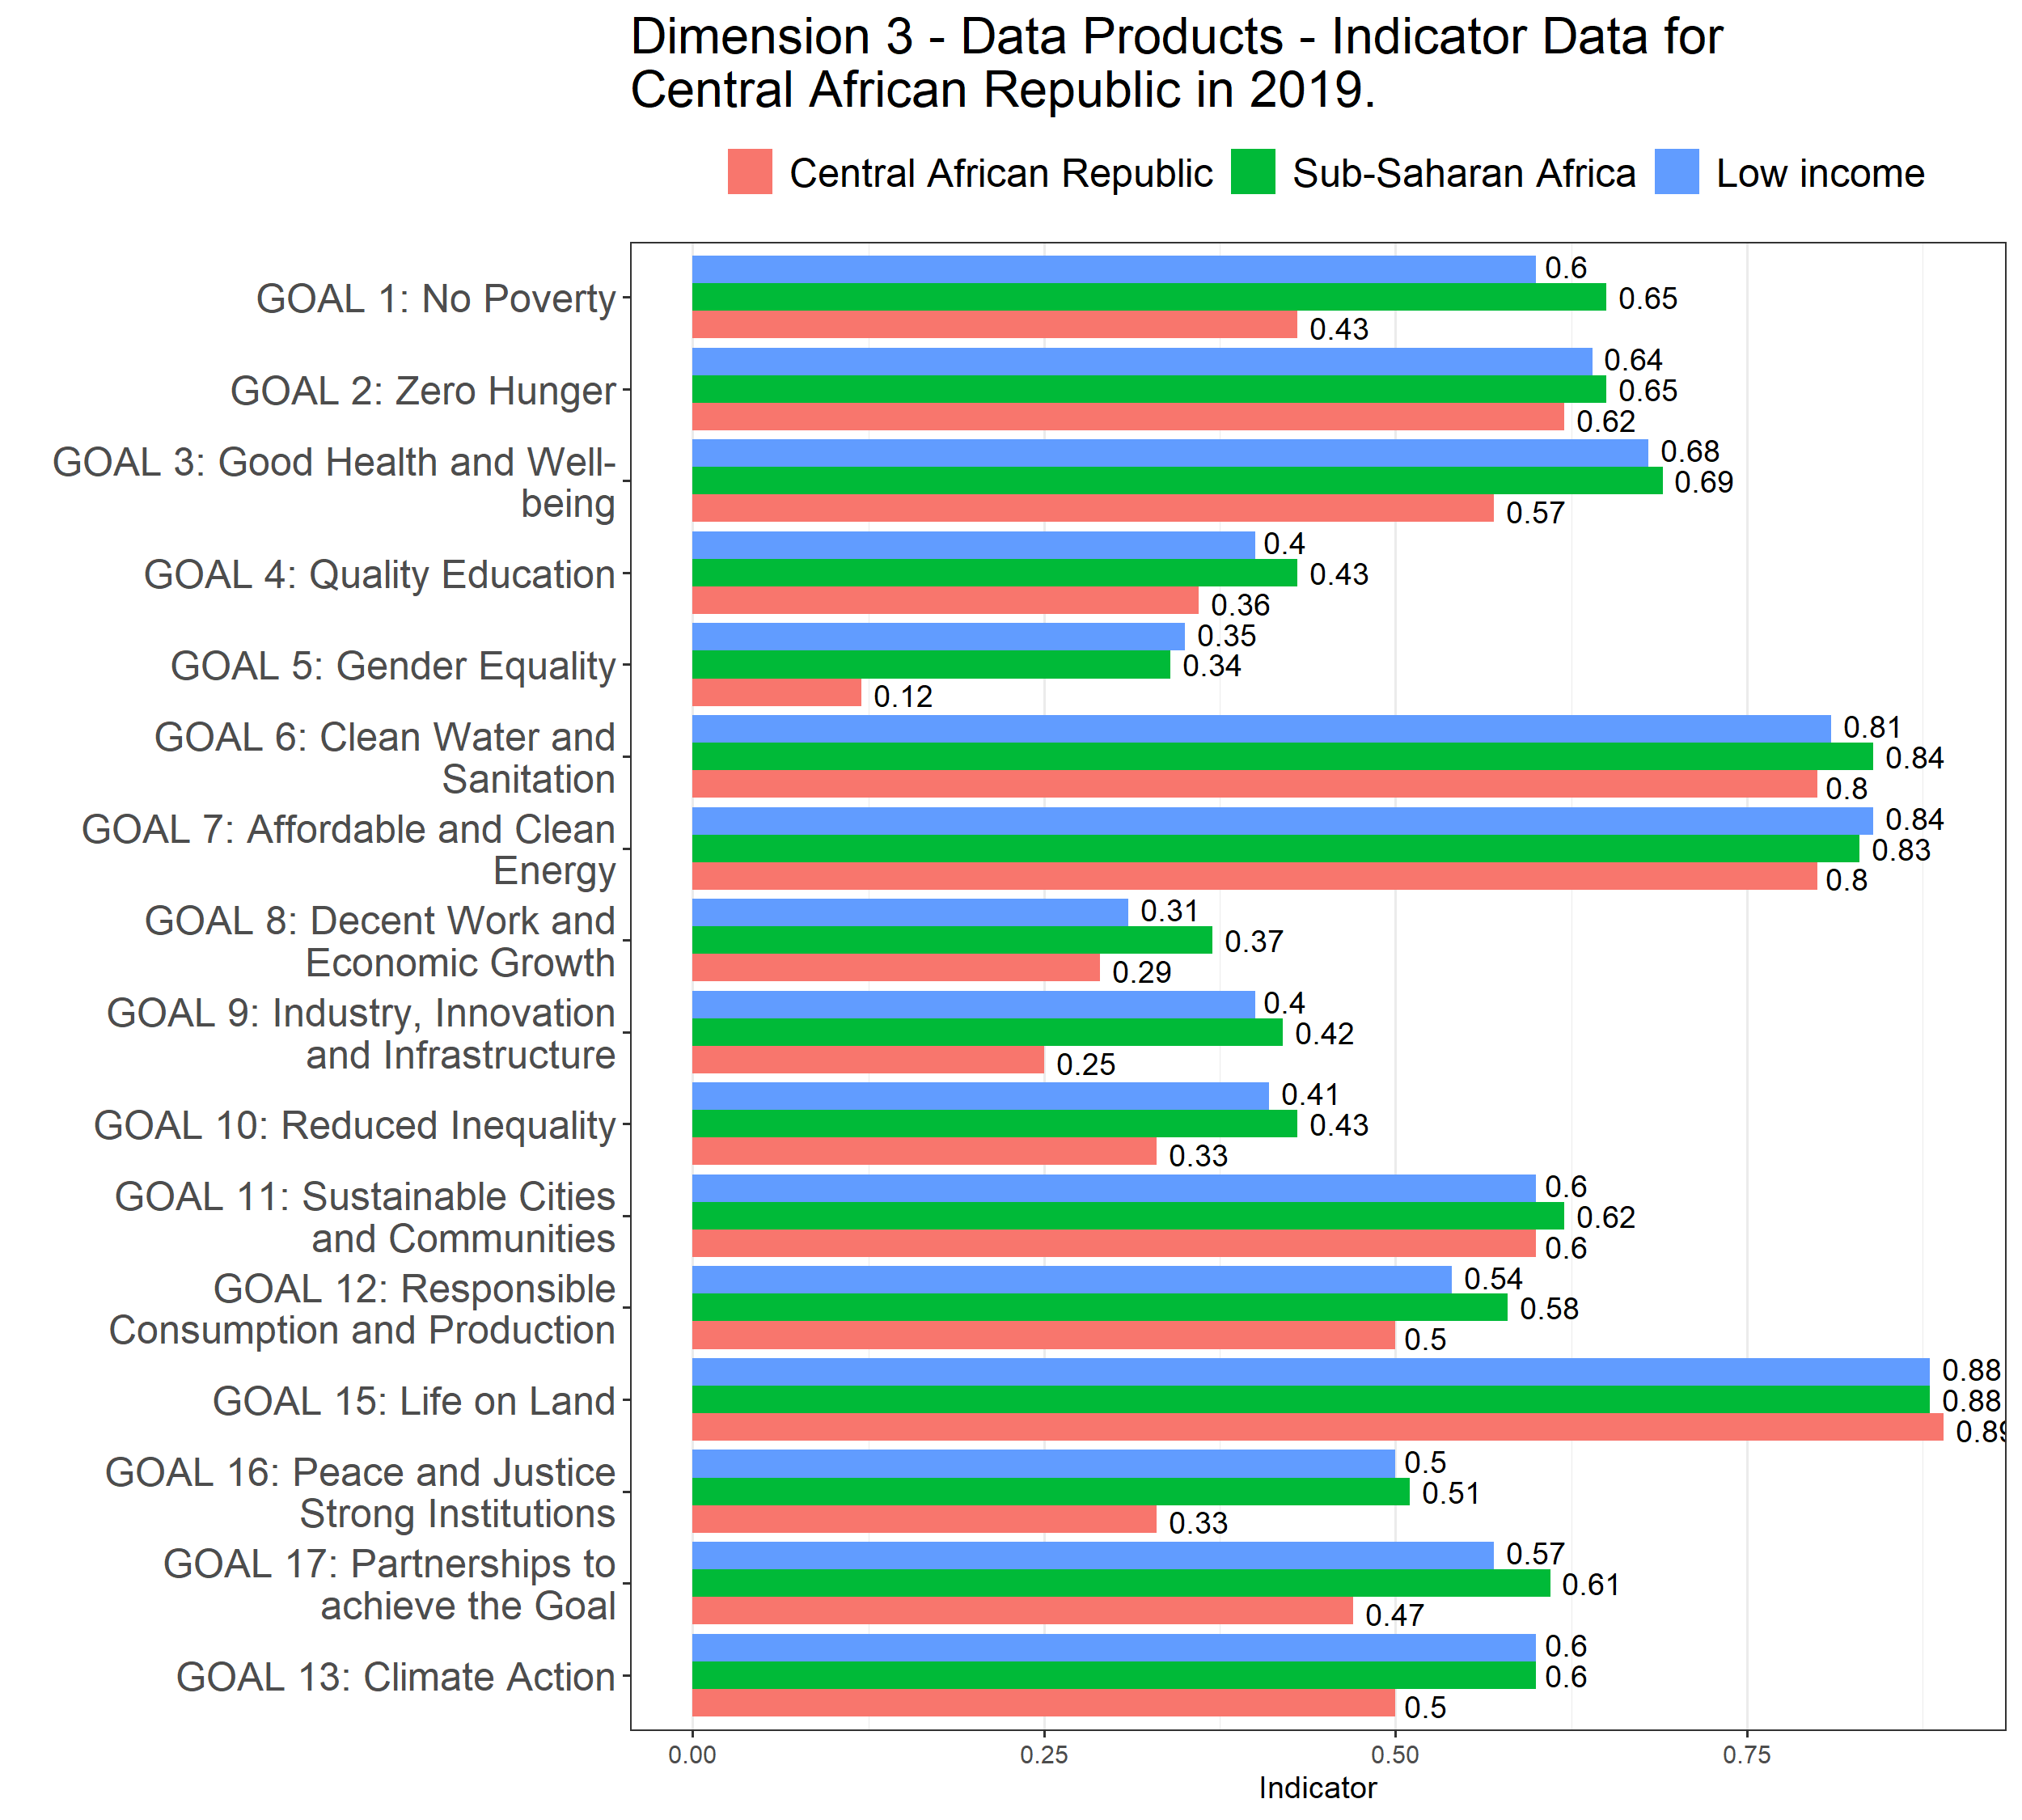 Dimension 3 - Data Products - Indicator Data for
Central African Republic in 2019.
Central African Republic
Sub-Saharan Africa
Low income
GOAL 1: No Poverty
0.6
0.65
0.43
GOAL 2: Zero Hunger
0.64
0.65
0.62
GOAL 3: Good Health and Well-
being
0.68
0.69
0.57
GOAL 4: Quality Education
0.4
0.43
0.36
GOAL 5: Gender Equality
0.35
0.34
0.12
GOAL 6: Clean Water and
Sanitation
0.81
0.84
0.8
GOAL 7: Affordable and Clean
Energy
0.84
0.83
0.8
GOAL 8: Decent Work and
Economic Growth
0.31
0.37
0.29
GOAL 9: Industry, Innovation
and Infrastructure
0.4
0.42
0.25
GOAL 10: Reduced Inequality
0.41
0.43
0.33
GOAL 11: Sustainable Cities
and Communities
0.6
0.62
0.6
GOAL 12: Responsible
Consumption and Production
0.54
0.58
0.5
GOAL 15: Life on Land
0.88
0.88
0.89
GOAL 16: Peace and Justice
Strong Institutions
0.5
0.51
0.33
GOAL 17: Partnerships to
achieve the Goal
0.57
0.61
0.47
GOAL 13: Climate Action
0.6
0.6
0.5
0.00
0.25
0.50
0.75
Indicator